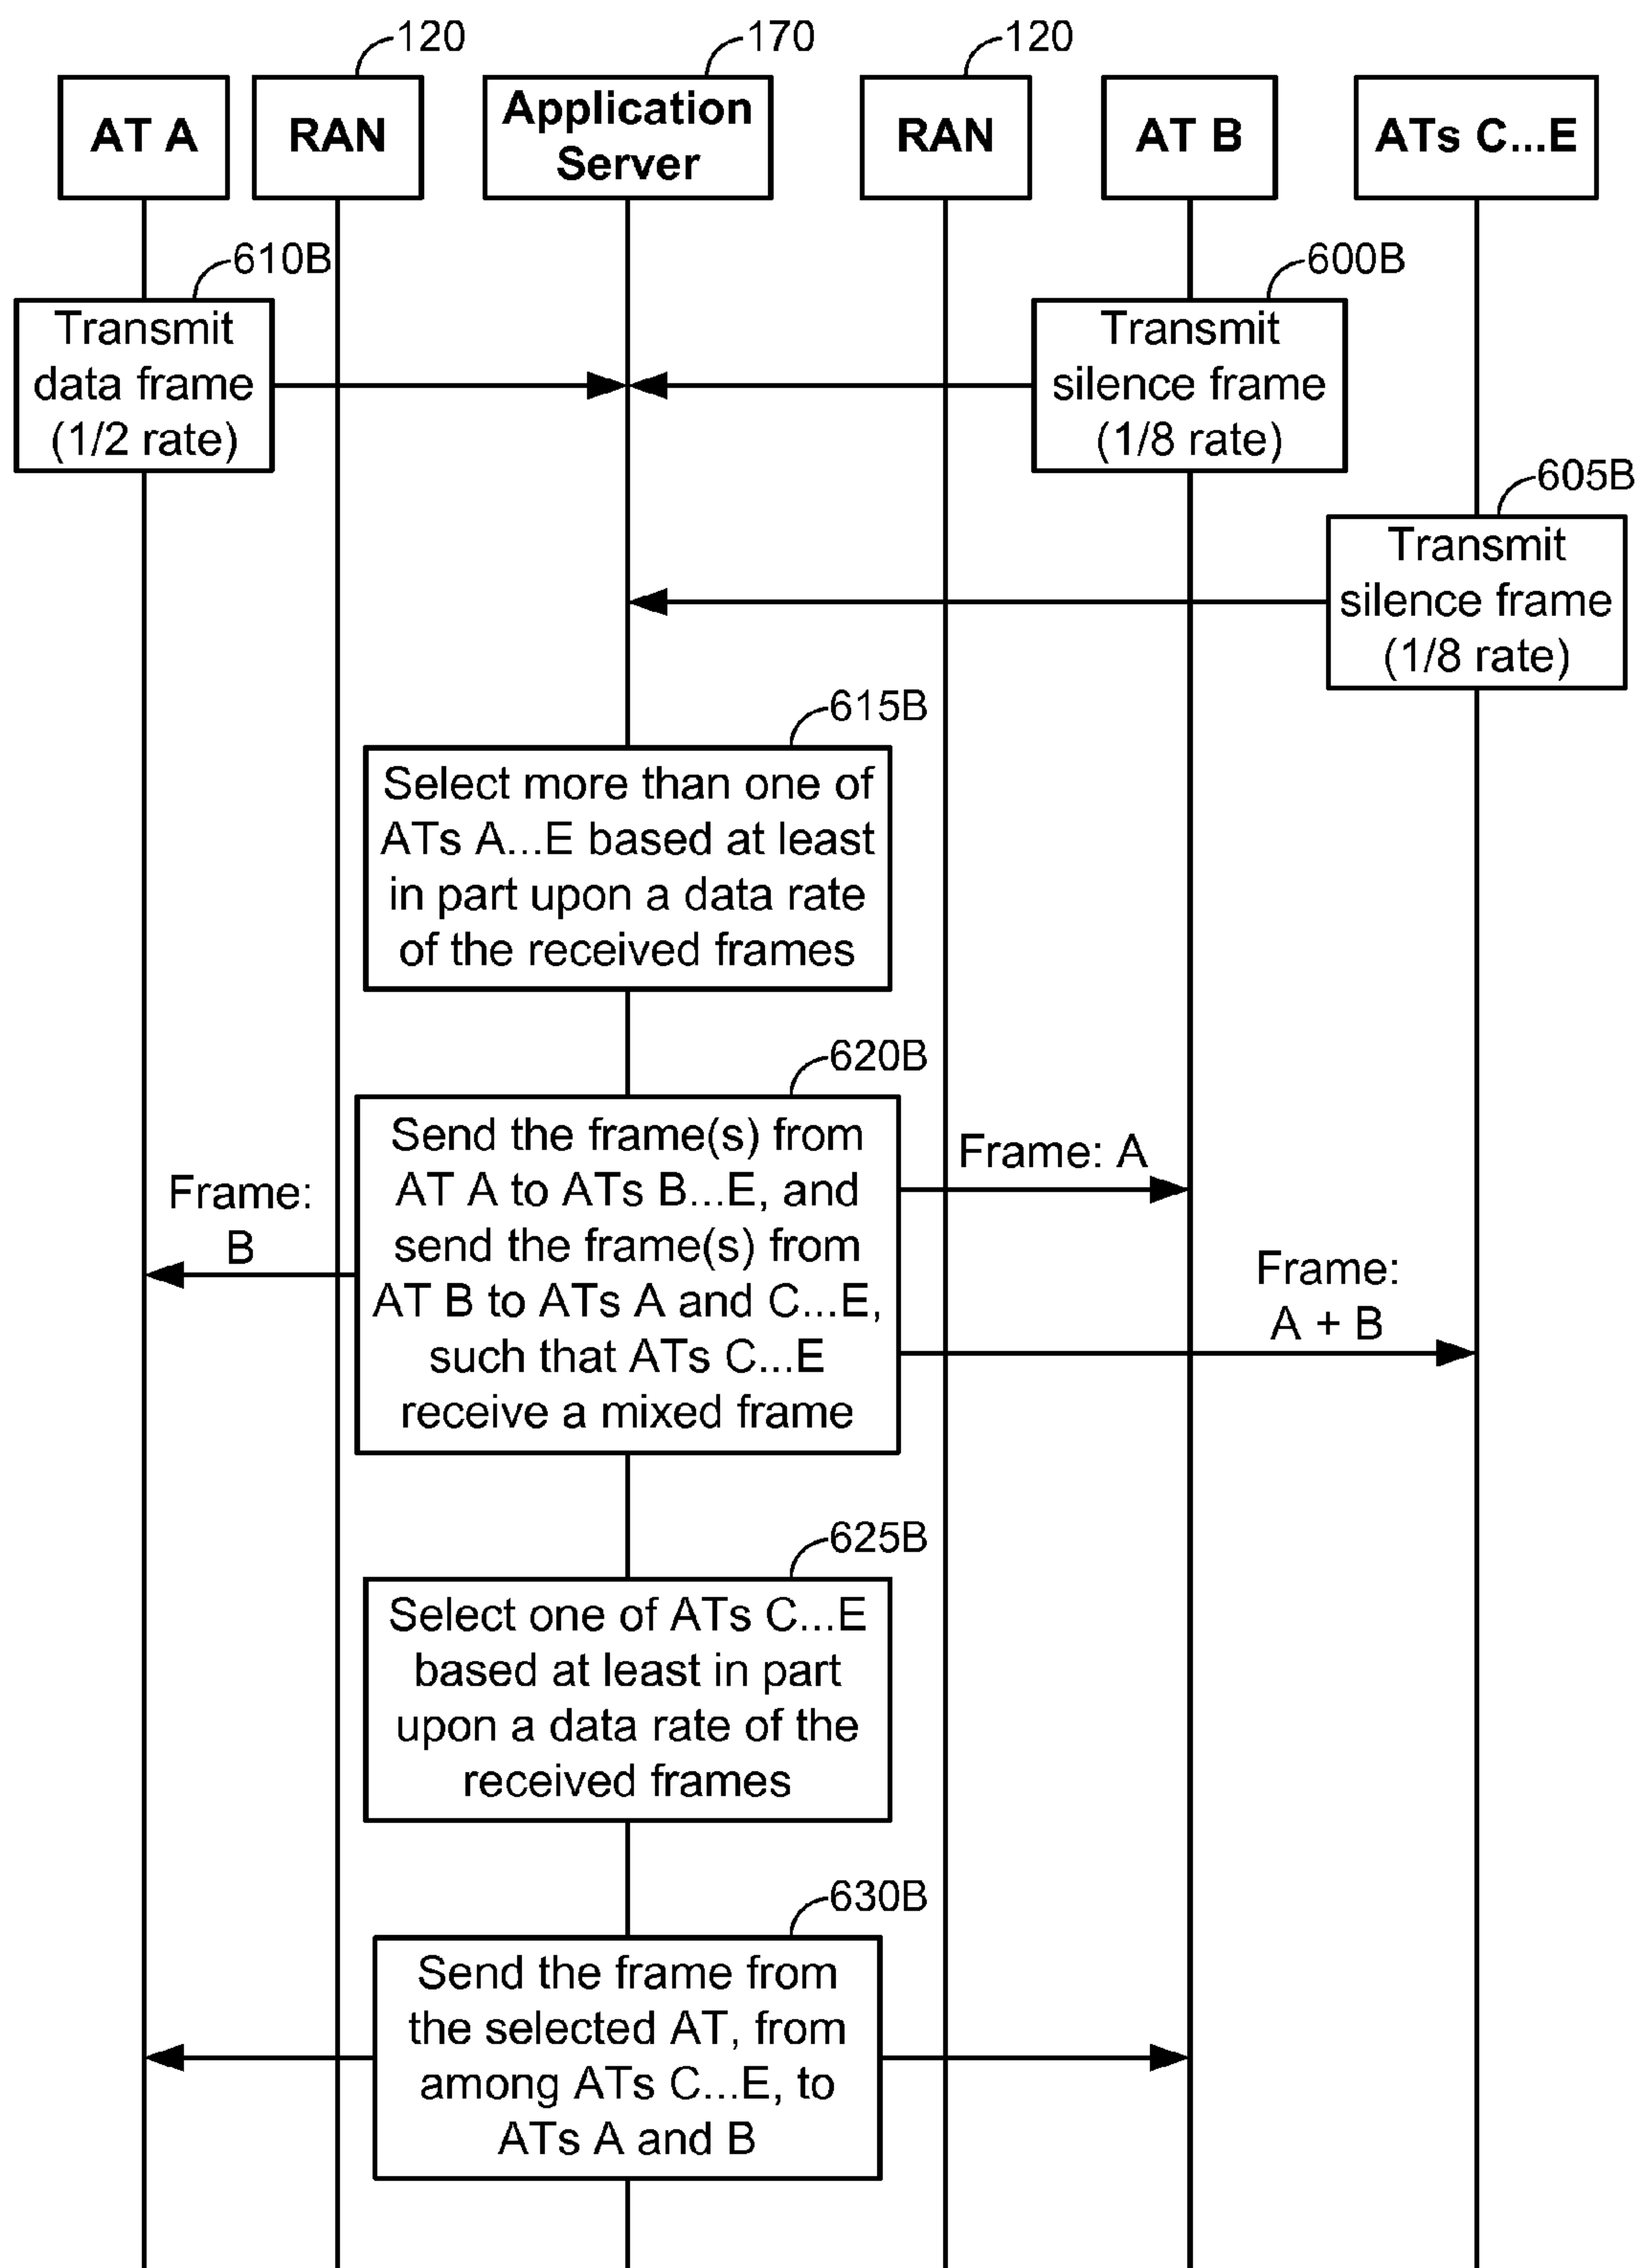 120
170
120
AT A
RAN
Application
Server
RAN
AT B
ATs C...E
610B
Transmit
data frame
(1/2 rate)
600B
Transmit
silence frame
(1/8 rate)
605B
Transmit
silence frame
(1/8 rate)
615B
Select more than one of
ATs A...E based at least
in part upon a data rate
of the received frames
620B
Send the frame(s) from
AT A to ATs B...E, and
send the frame(s) from
AT B to ATs A and C...E,
such that ATs C...E
receive a mixed frame
Frame: A
Frame:
B
Frame:
A + B
625B
Select one of ATs C...E
based at least in part
upon a data rate of the
received frames
630B
Send the frame from
the selected AT, from
among ATs C...E, to
ATs A and B